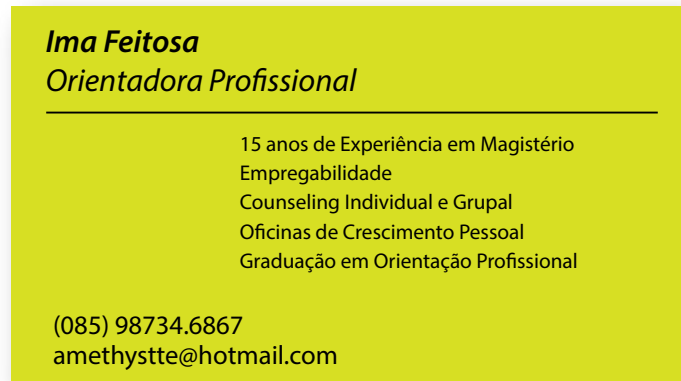 Ima Feitosa
Orientadora Profissional
15 anos de Experiência em Magistério
Empregabilidade
Counseling Individual e Grupal
Oficinas de Crescimento Pessoal
Graduação em Orientação Profissional
(085) 98734.6867
amethystte@hotmail.com